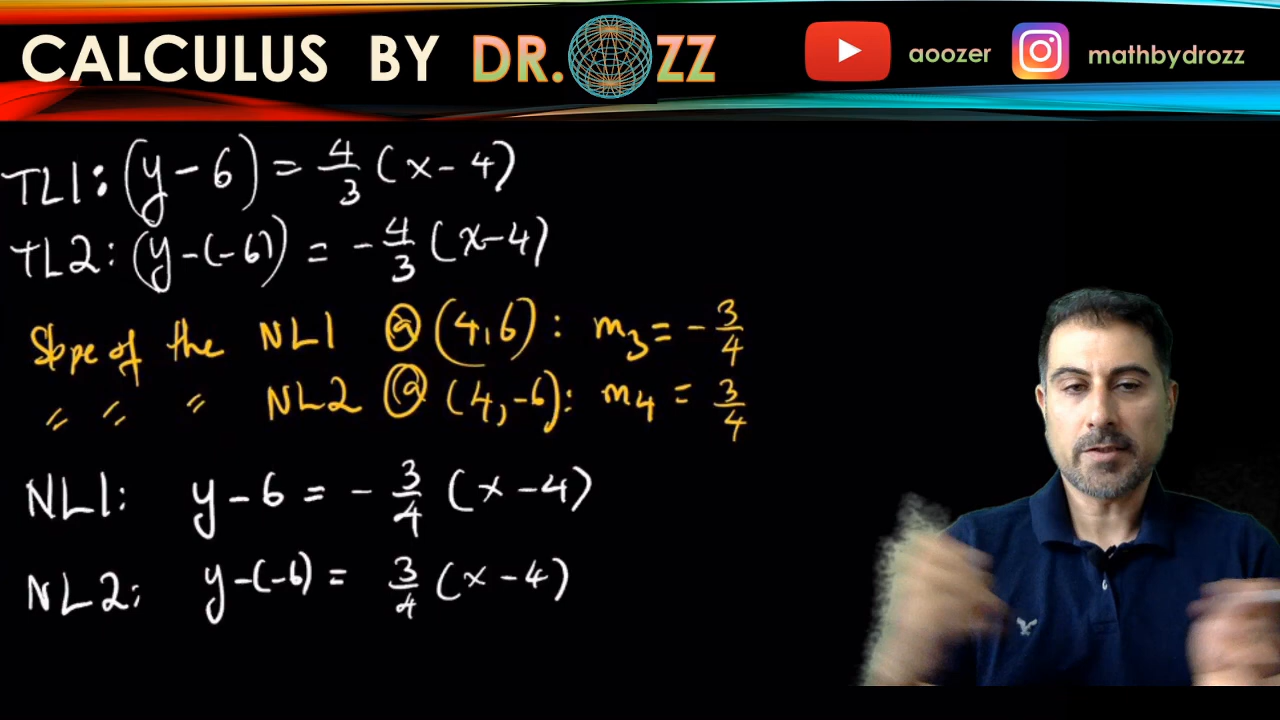 CALCULUS BY DR. OZZ
aoozer
mathbydrozz
TL1: (y-6) = 4/3 (x-4)
TL2: (y-(-6)) = -4/3 (x-4)
Slope of the NL1 @ (4,6): m₃ = -3/4
〃 〃 〃 NL2 @ (4,-6): m₄ = 3/4
NL1: y-6 = -3/4 (x-4)
NL2: y-(-6) = 3/4 (x-4)